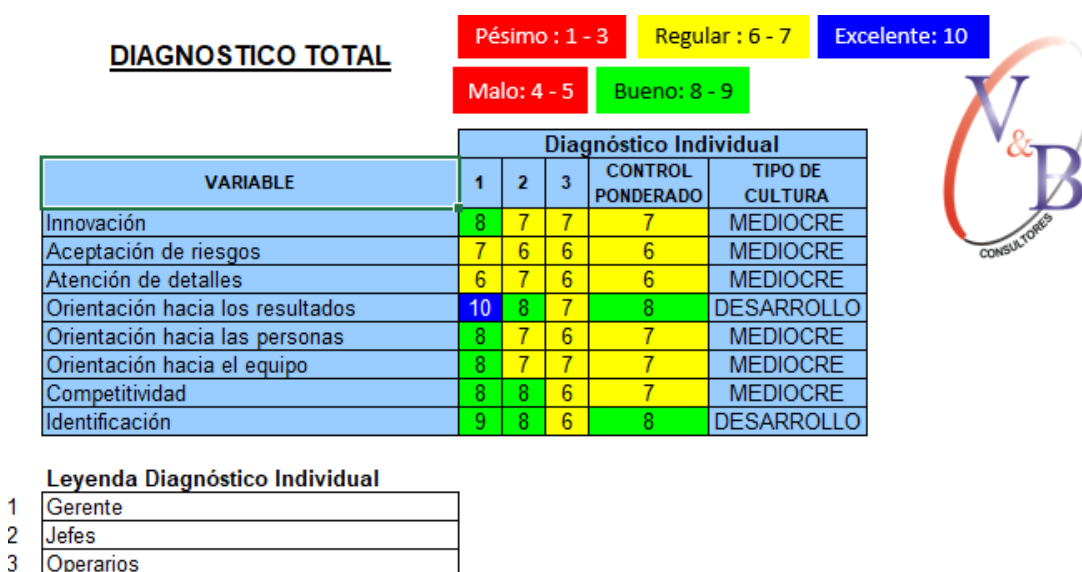 DIAGNOSTICO TOTAL
Pésimo : 1 - 3 Regular : 6 - 7 Excelente: 10
Malo: 4 - 5 Bueno: 8 - 9
V&B
CONSULTORES
Diagnóstico Individual
VARIABLE 1 2 3 CONTROL PONDERADO TIPO DE CULTURA
Innovación 8 7 7 7 MEDIOCRE
Aceptación de riesgos 7 6 6 6 MEDIOCRE
Atención de detalles 6 7 6 6 MEDIOCRE
Orientación hacia los resultados 10 8 7 8 DESARROLLO
Orientación hacia las personas 8 7 6 7 MEDIOCRE
Orientación hacia el equipo 8 7 7 7 MEDIOCRE
Competitividad 8 8 6 7 MEDIOCRE
Identificación 9 8 6 8 DESARROLLO
Leyenda Diagnóstico Individual
1 Gerente
2 Jefes
3 Operarios